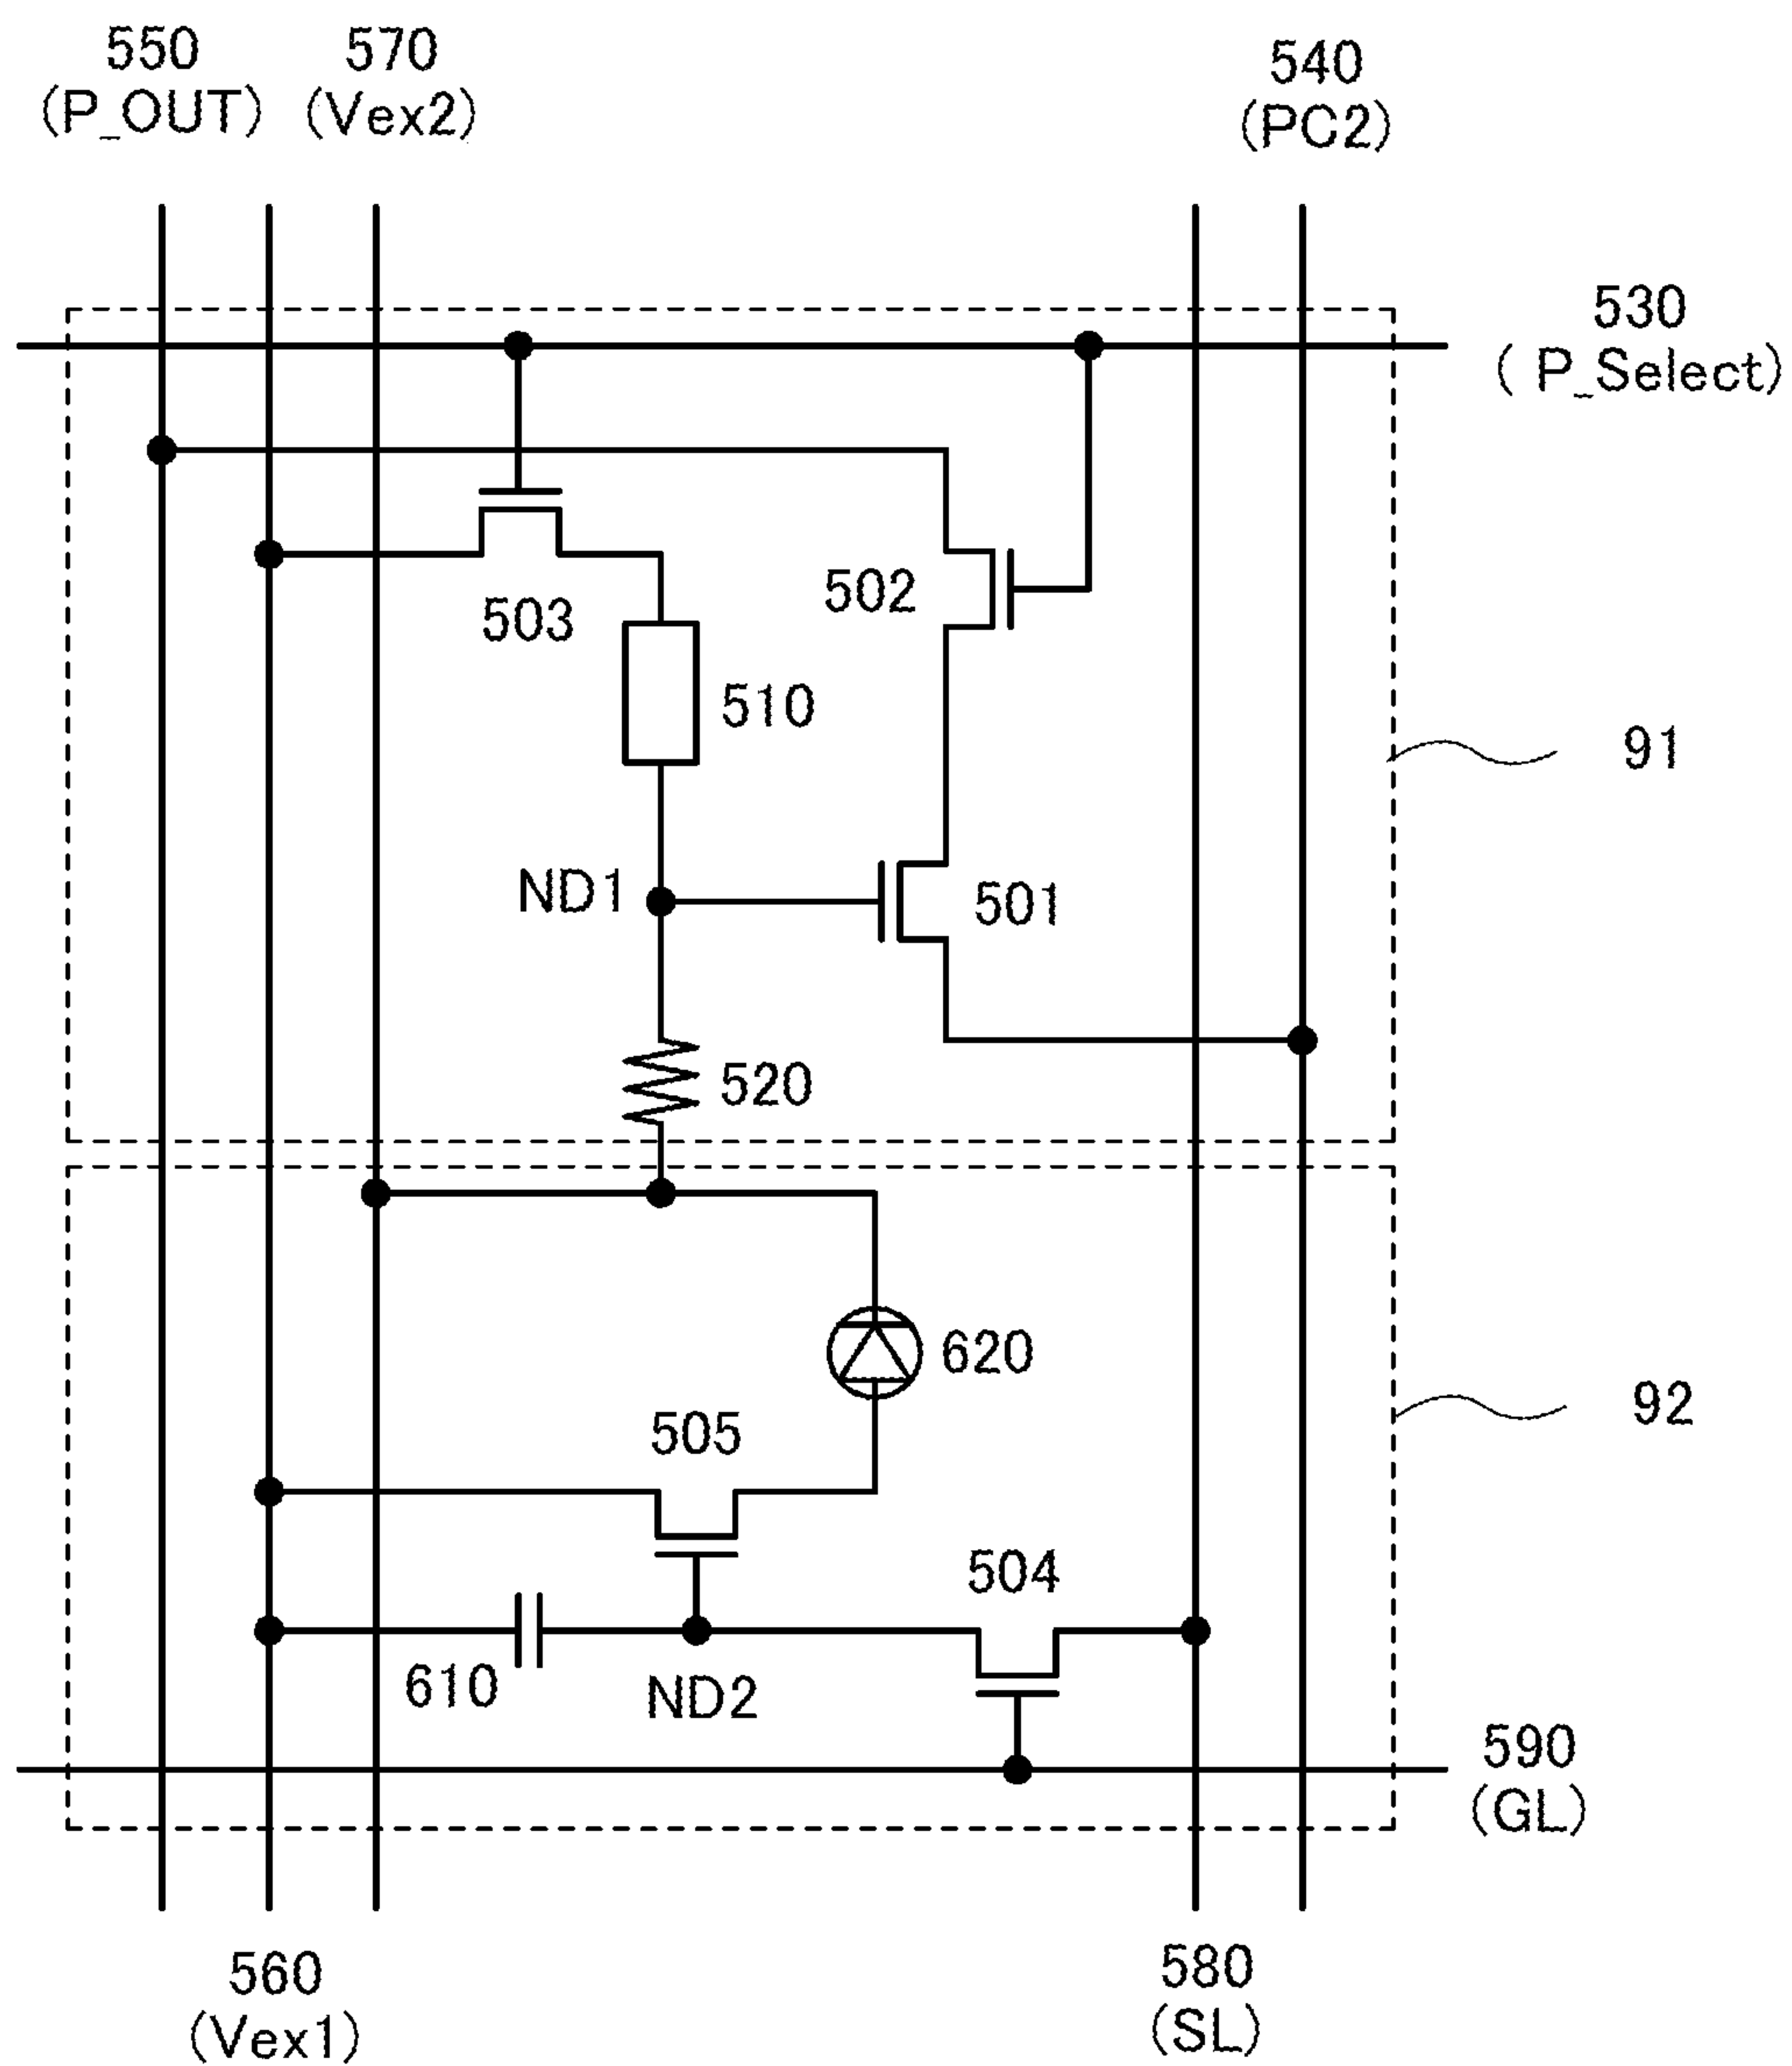 550
(P_OUT)
570
(Vex2)
540
(PC2)
530
( P_Select)
503
502
510
91
ND1
501
520
620
92
505
504
610
ND2
590
(GL)
560
(Vex1)
580
(SL)